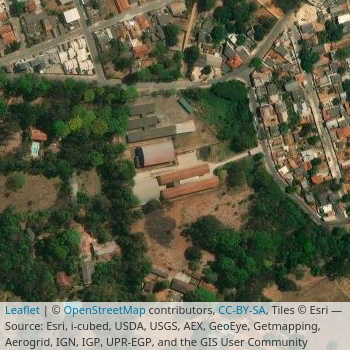 Leaflet | © OpenStreetMap contributors, CC-BY-SA, Tiles © Esri —
Source: Esri, i-cubed, USDA, USGS, AEX, GeoEye, Getmapping,
Aerogrid, IGN, IGP, UPR-EGP, and the GIS User Community